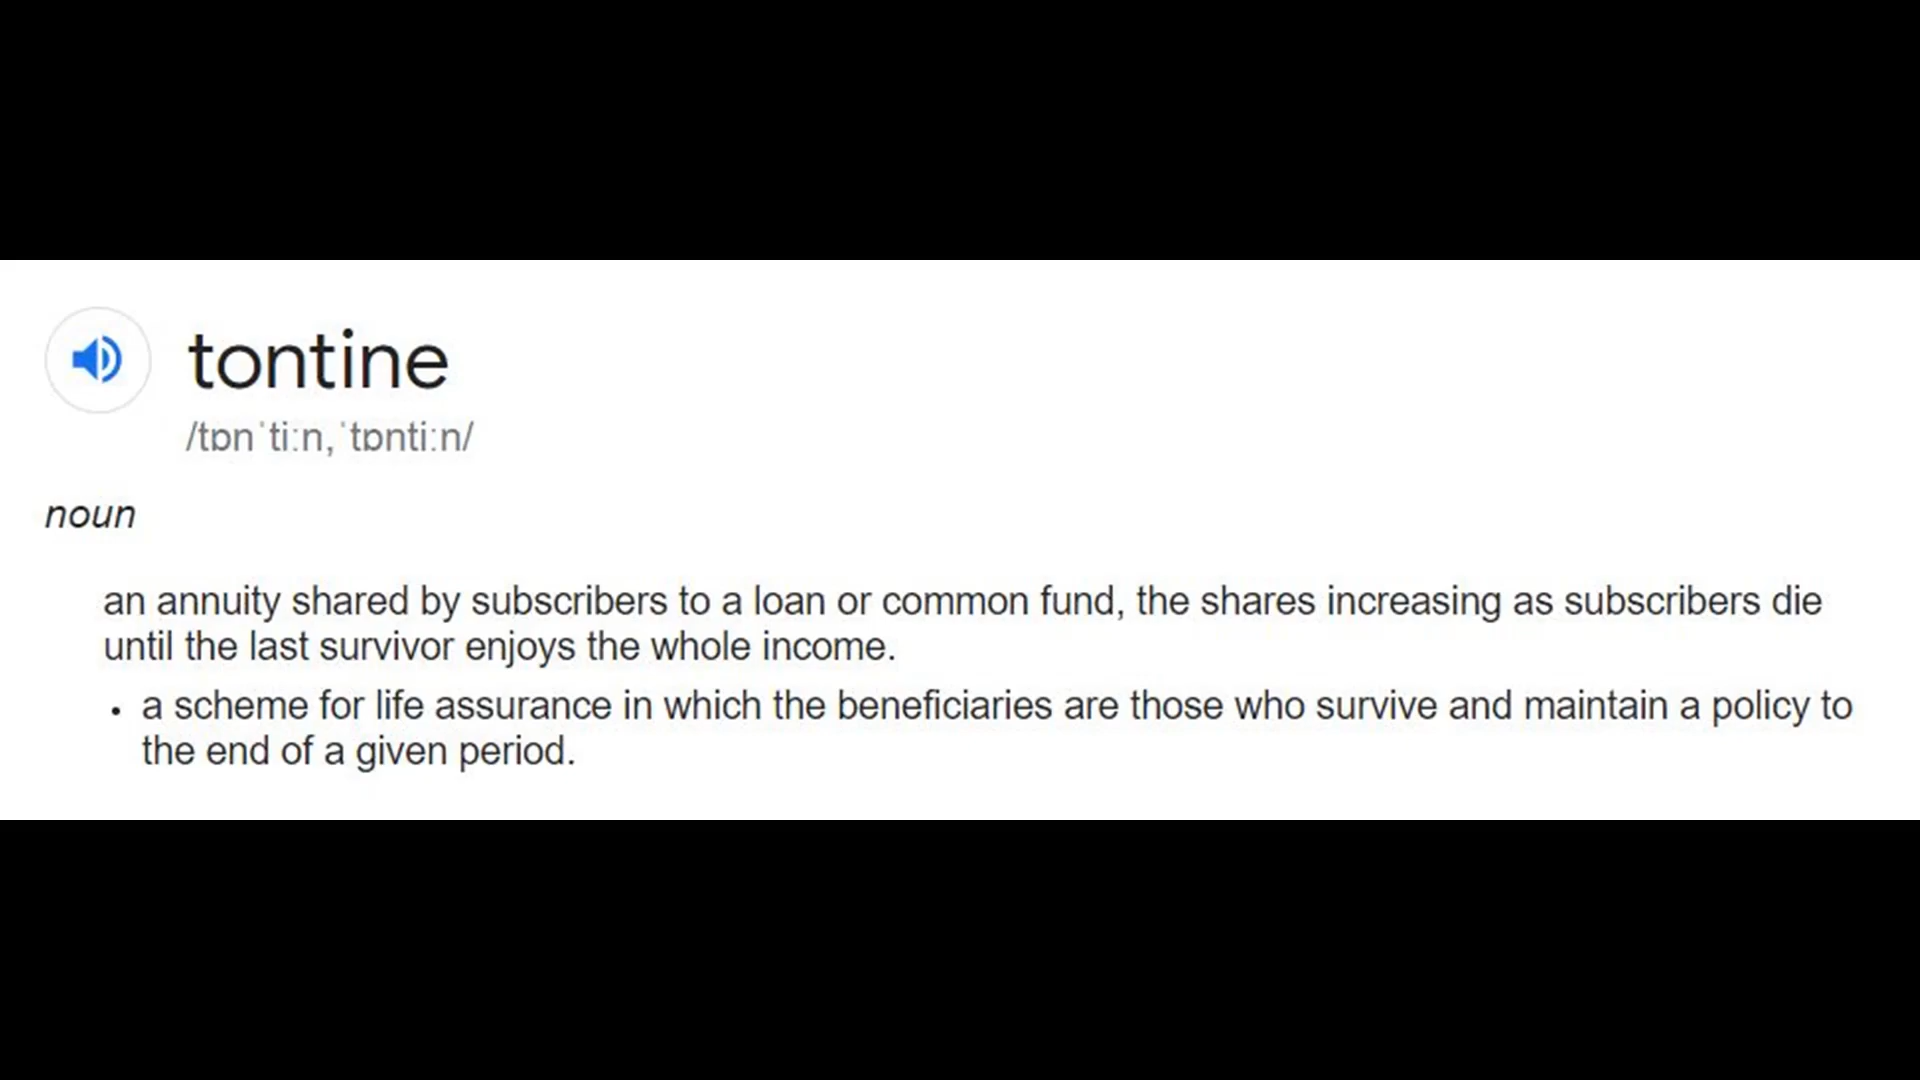 tontine
/tɒnˈtiːn,ˈtɒntiːn/
noun
an annuity shared by subscribers to a loan or common fund, the shares increasing as subscribers die
until the last survivor enjoys the whole income.
• a scheme for life assurance in which the beneficiaries are those who survive and maintain a policy to
the end of a given period.